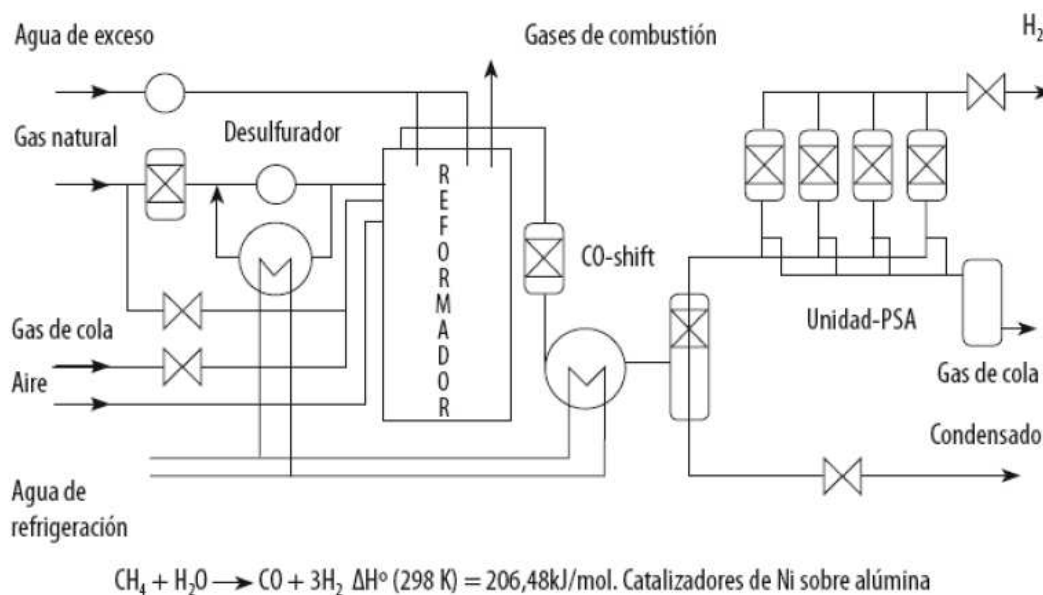 Agua de exceso
Gases de combustión
H₂
Gas natural
Desulfurador
REFORMADOR
CO-shift
Unidad-PSA
Gas de cola
Aire
Gas de cola
Condensado
Agua de
refrigeración
CH₄ + H₂O → CO + 3H₂ ΔHº (298 K) = 206,48kJ/mol. Catalizadores de Ni sobre alúmina